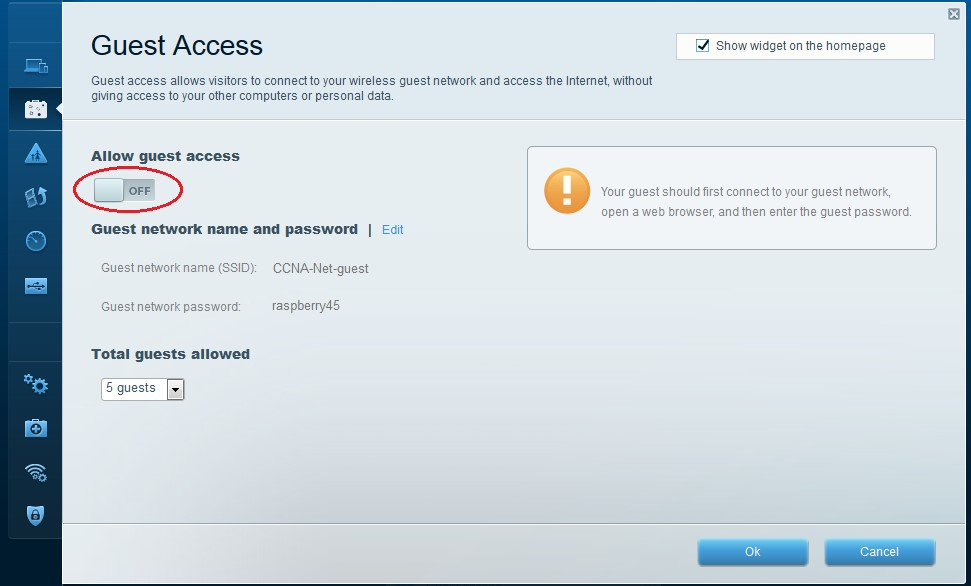 Guest Access
Show widget on the homepage
Guest access allows visitors to connect to your wireless guest network and access the Internet, without
giving access to your other computers or personal data.
Allow guest access
OFF
Your guest should first connect to your guest network,
open a web browser, and then enter the guest password.
Guest network name and password | Edit
Guest network name (SSID): CCNA-Net-guest
Guest network password: raspberry45
Total guests allowed
5 guests
Ok Cancel